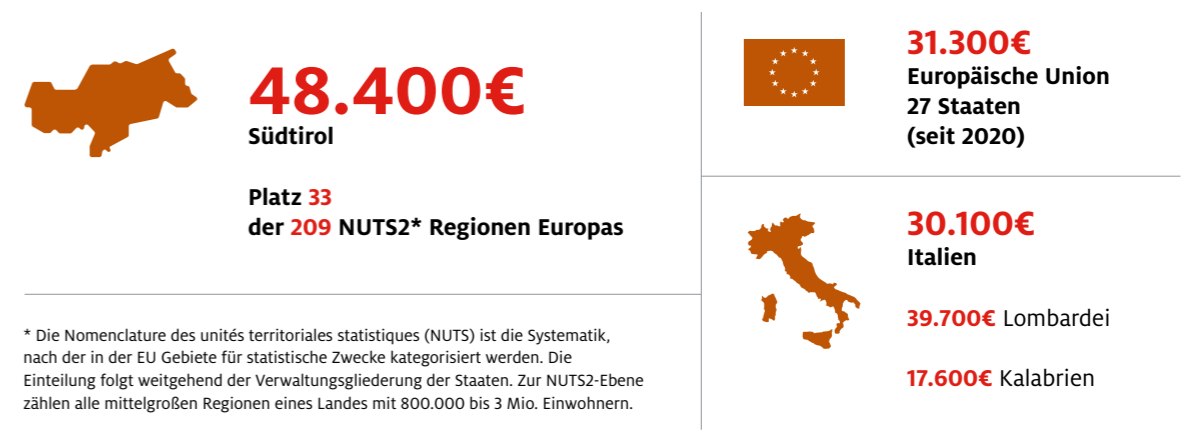 48.400€
Südtirol
Platz 33
der 209 NUTS2* Regionen Europas
* Die Nomenclature des unités territoriales statistiques (NUTS) ist die Systematik,
nach der in der EU Gebiete für statistische Zwecke kategorisiert werden. Die
Einteilung folgt weitgehend der Verwaltungsgliederung der Staaten. Zur NUTS2-Ebene
zählen alle mittelgroßen Regionen eines Landes mit 800.000 bis 3 Mio. Einwohnern.
31.300€
Europäische Union
27 Staaten
(seit 2020)
30.100€
Italien
39.700€ Lombardei
17.600€ Kalabrien